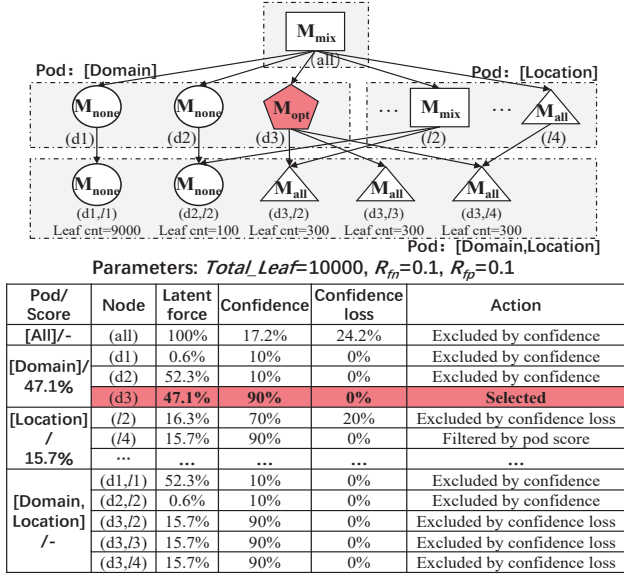 M_mix
(all)
Pod: [Domain]
Pod: [Location]
M_none M_none M_opt ... M_mix ... M_all
(d1) (d2) (d3) (l2) (l4)
M_none M_none M_all M_all M_all
(d1,l1) (d2,l2) (d3,l2) (d3,l3) (d3,l4)
Leaf cnt=9000 Leaf cnt=100 Leaf cnt=300 Leaf cnt=300 Leaf cnt=300
Pod: [Domain,Location]
Parameters: Total_Leaf=10000, R_fn=0.1, R_fp=0.1
Pod/ Score Node Latent force Confidence Confidence loss Action
[All]/- (all) 100% 17.2% 24.2% Excluded by confidence
[Domain]/ 47.1% (d1) 0.6% 10% 0% Excluded by confidence
(d2) 52.3% 10% 0% Excluded by confidence
(d3) 47.1% 90% 0% Selected
[Location] / 15.7% (l2) 16.3% 70% 20% Excluded by confidence loss
(l4) 15.7% 90% 0% Filtered by pod score
... ... ... ... ...
[Domain, Location] /- (d1,l1) 52.3% 10% 0% Excluded by confidence
(d2,l2) 0.6% 10% 0% Excluded by confidence
(d3,l2) 15.7% 90% 0% Excluded by confidence loss
(d3,l3) 15.7% 90% 0% Excluded by confidence loss
(d3,l4) 15.7% 90% 0% Excluded by confidence loss